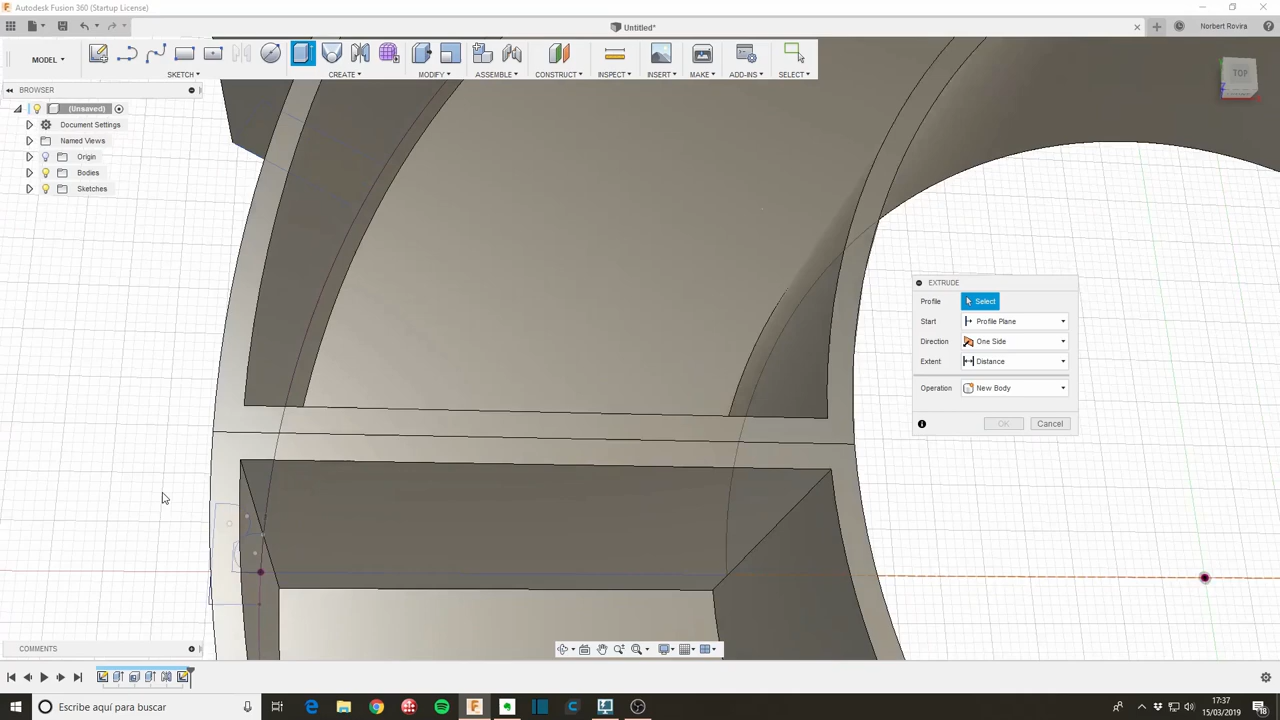 Autodesk Fusion 360 (Startup License)
Untitled*
Norbert Rovira
MODEL
SKETCH
CREATE
MODIFY
ASSEMBLE
CONSTRUCT
INSPECT
INSERT
MAKE
ADD-INS
SELECT
BROWSER
(Unsaved)
Document Settings
Named Views
Origin
Bodies
Sketches
TOP
EXTRUDE
Profile Select
Start Profile Plane
Direction One Side
Extent Distance
Operation New Body
OK Cancel
COMMENTS
Escribe aquí para buscar
17:37
15/03/2019
18